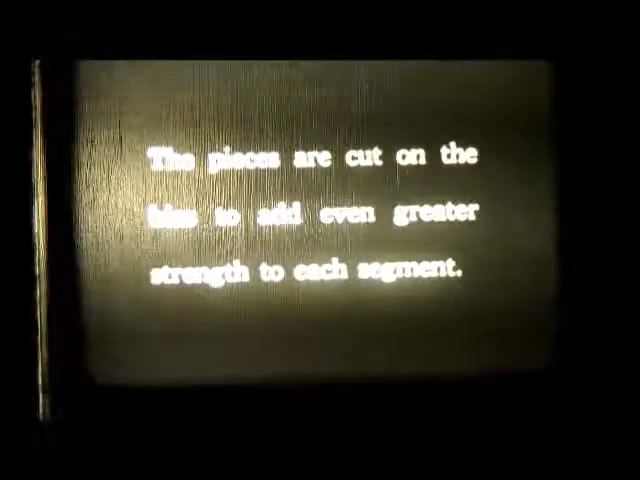 The pieces are cut on the
bias to add even greater
strength to each segment.